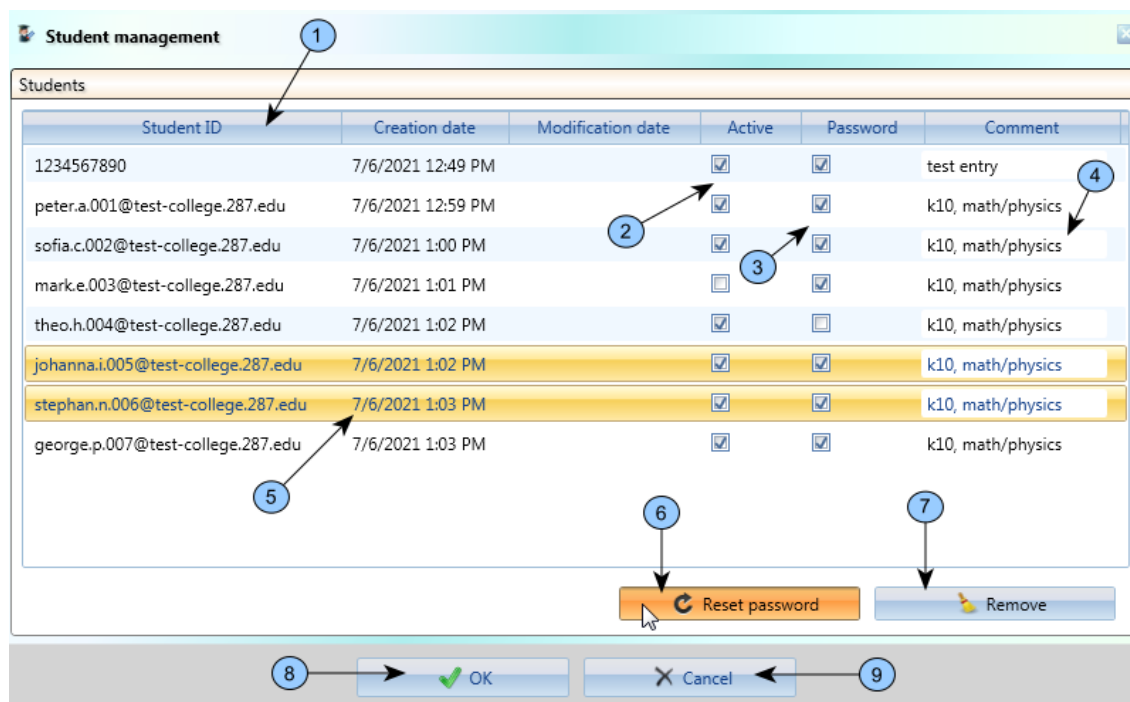 Student management 1
Students
Student ID Creation date Modification date Active Password Comment
1234567890 7/6/2021 12:49 PM test entry
4
peter.a.001@test-college.287.edu 7/6/2021 12:59 PM k10, math/physics
2
sofia.c.002@test-college.287.edu 7/6/2021 1:00 PM k10, math/physics
3
mark.e.003@test-college.287.edu 7/6/2021 1:01 PM k10, math/physics
theo.h.004@test-college.287.edu 7/6/2021 1:02 PM k10, math/physics
johanna.i.005@test-college.287.edu 7/6/2021 1:02 PM k10, math/physics
stephan.n.006@test-college.287.edu 7/6/2021 1:03 PM k10, math/physics
george.p.007@test-college.287.edu 7/6/2021 1:03 PM k10, math/physics
5
6 7
Reset password Remove
8 OK Cancel 9